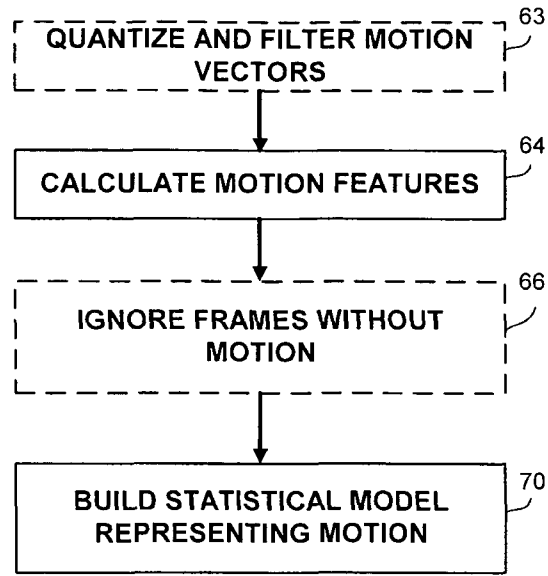 63
QUANTIZE AND FILTER MOTION
VECTORS
64
CALCULATE MOTION FEATURES
66
IGNORE FRAMES WITHOUT
MOTION
70
BUILD STATISTICAL MODEL
REPRESENTING MOTION